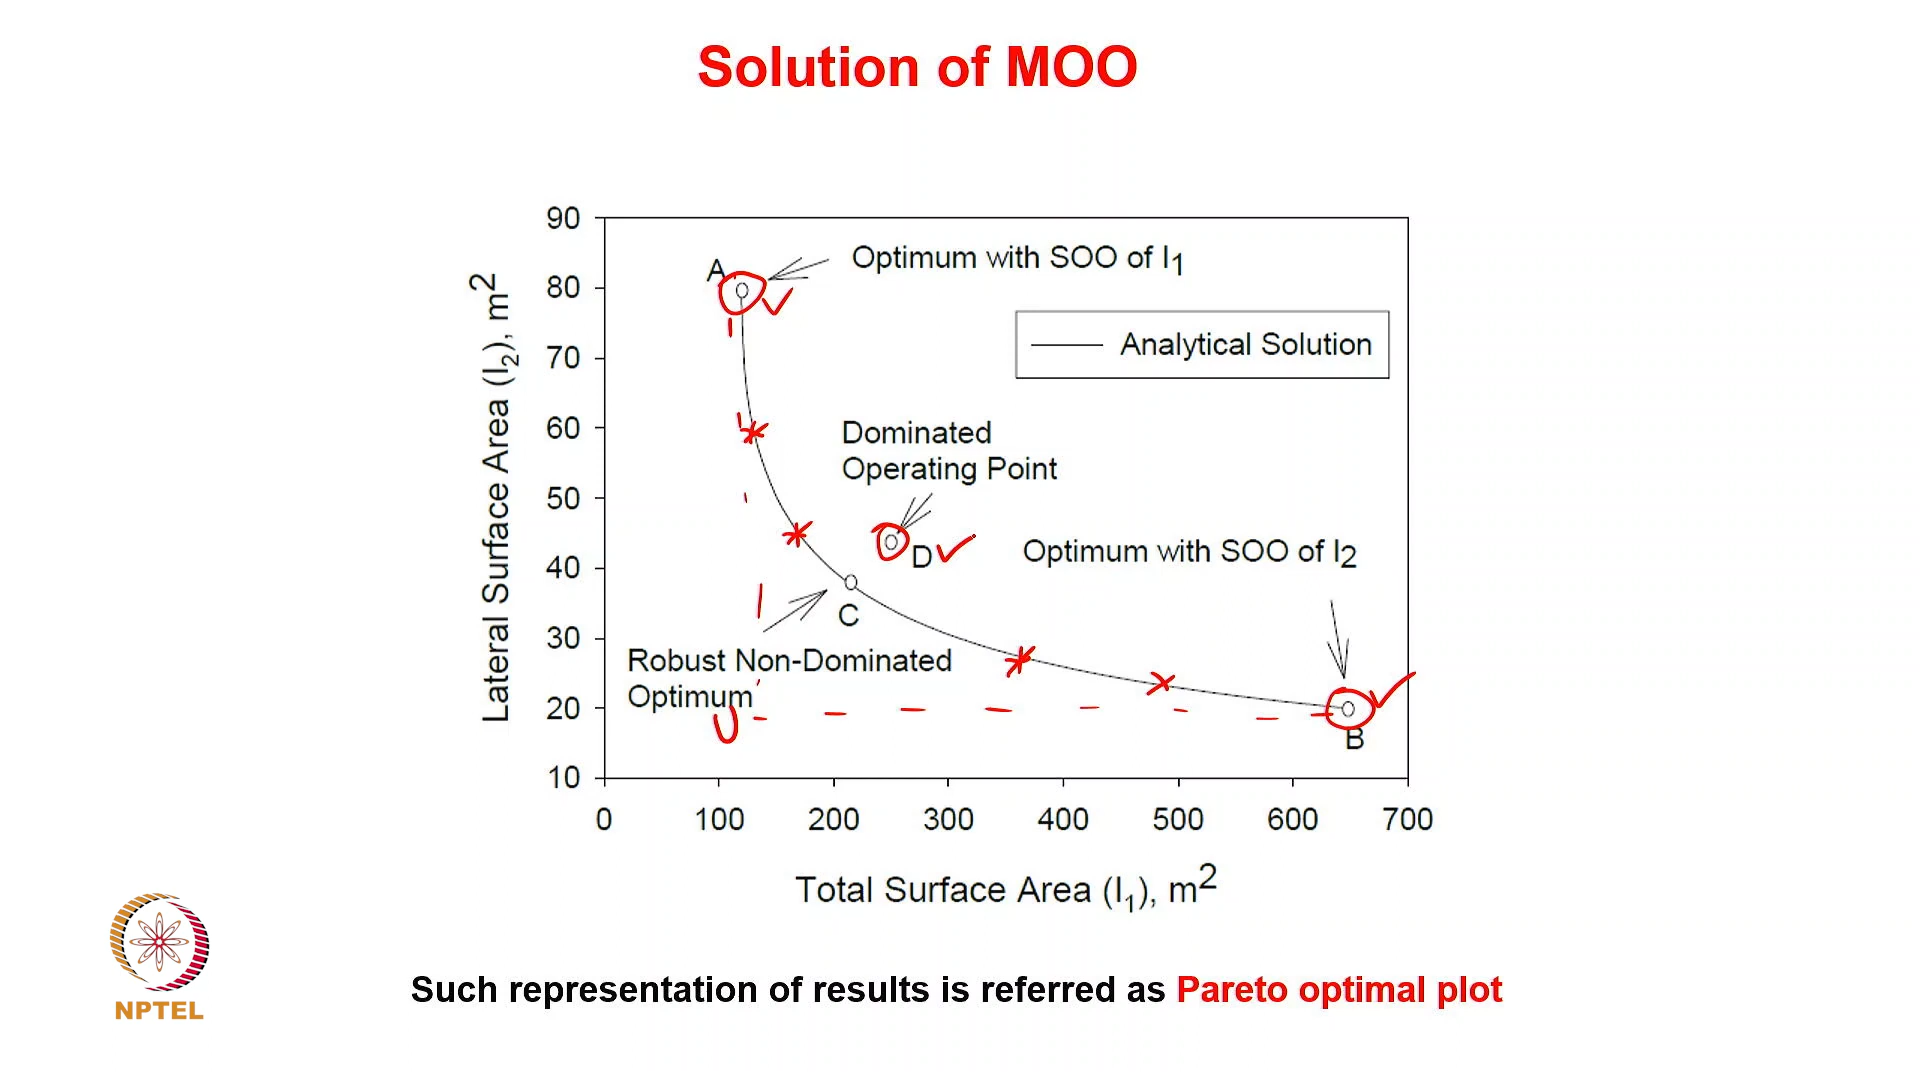 Solution of MOO
90
80
70
60
50
40
30
20
10
Lateral Surface Area (I2), m2
A
Optimum with SOO of I1
Analytical Solution
Dominated
Operating Point
D
Optimum with SOO of I2
C
Robust Non-Dominated
Optimum
B
0 100 200 300 400 500 600 700
Total Surface Area (I1), m2
NPTEL
Such representation of results is referred as Pareto optimal plot